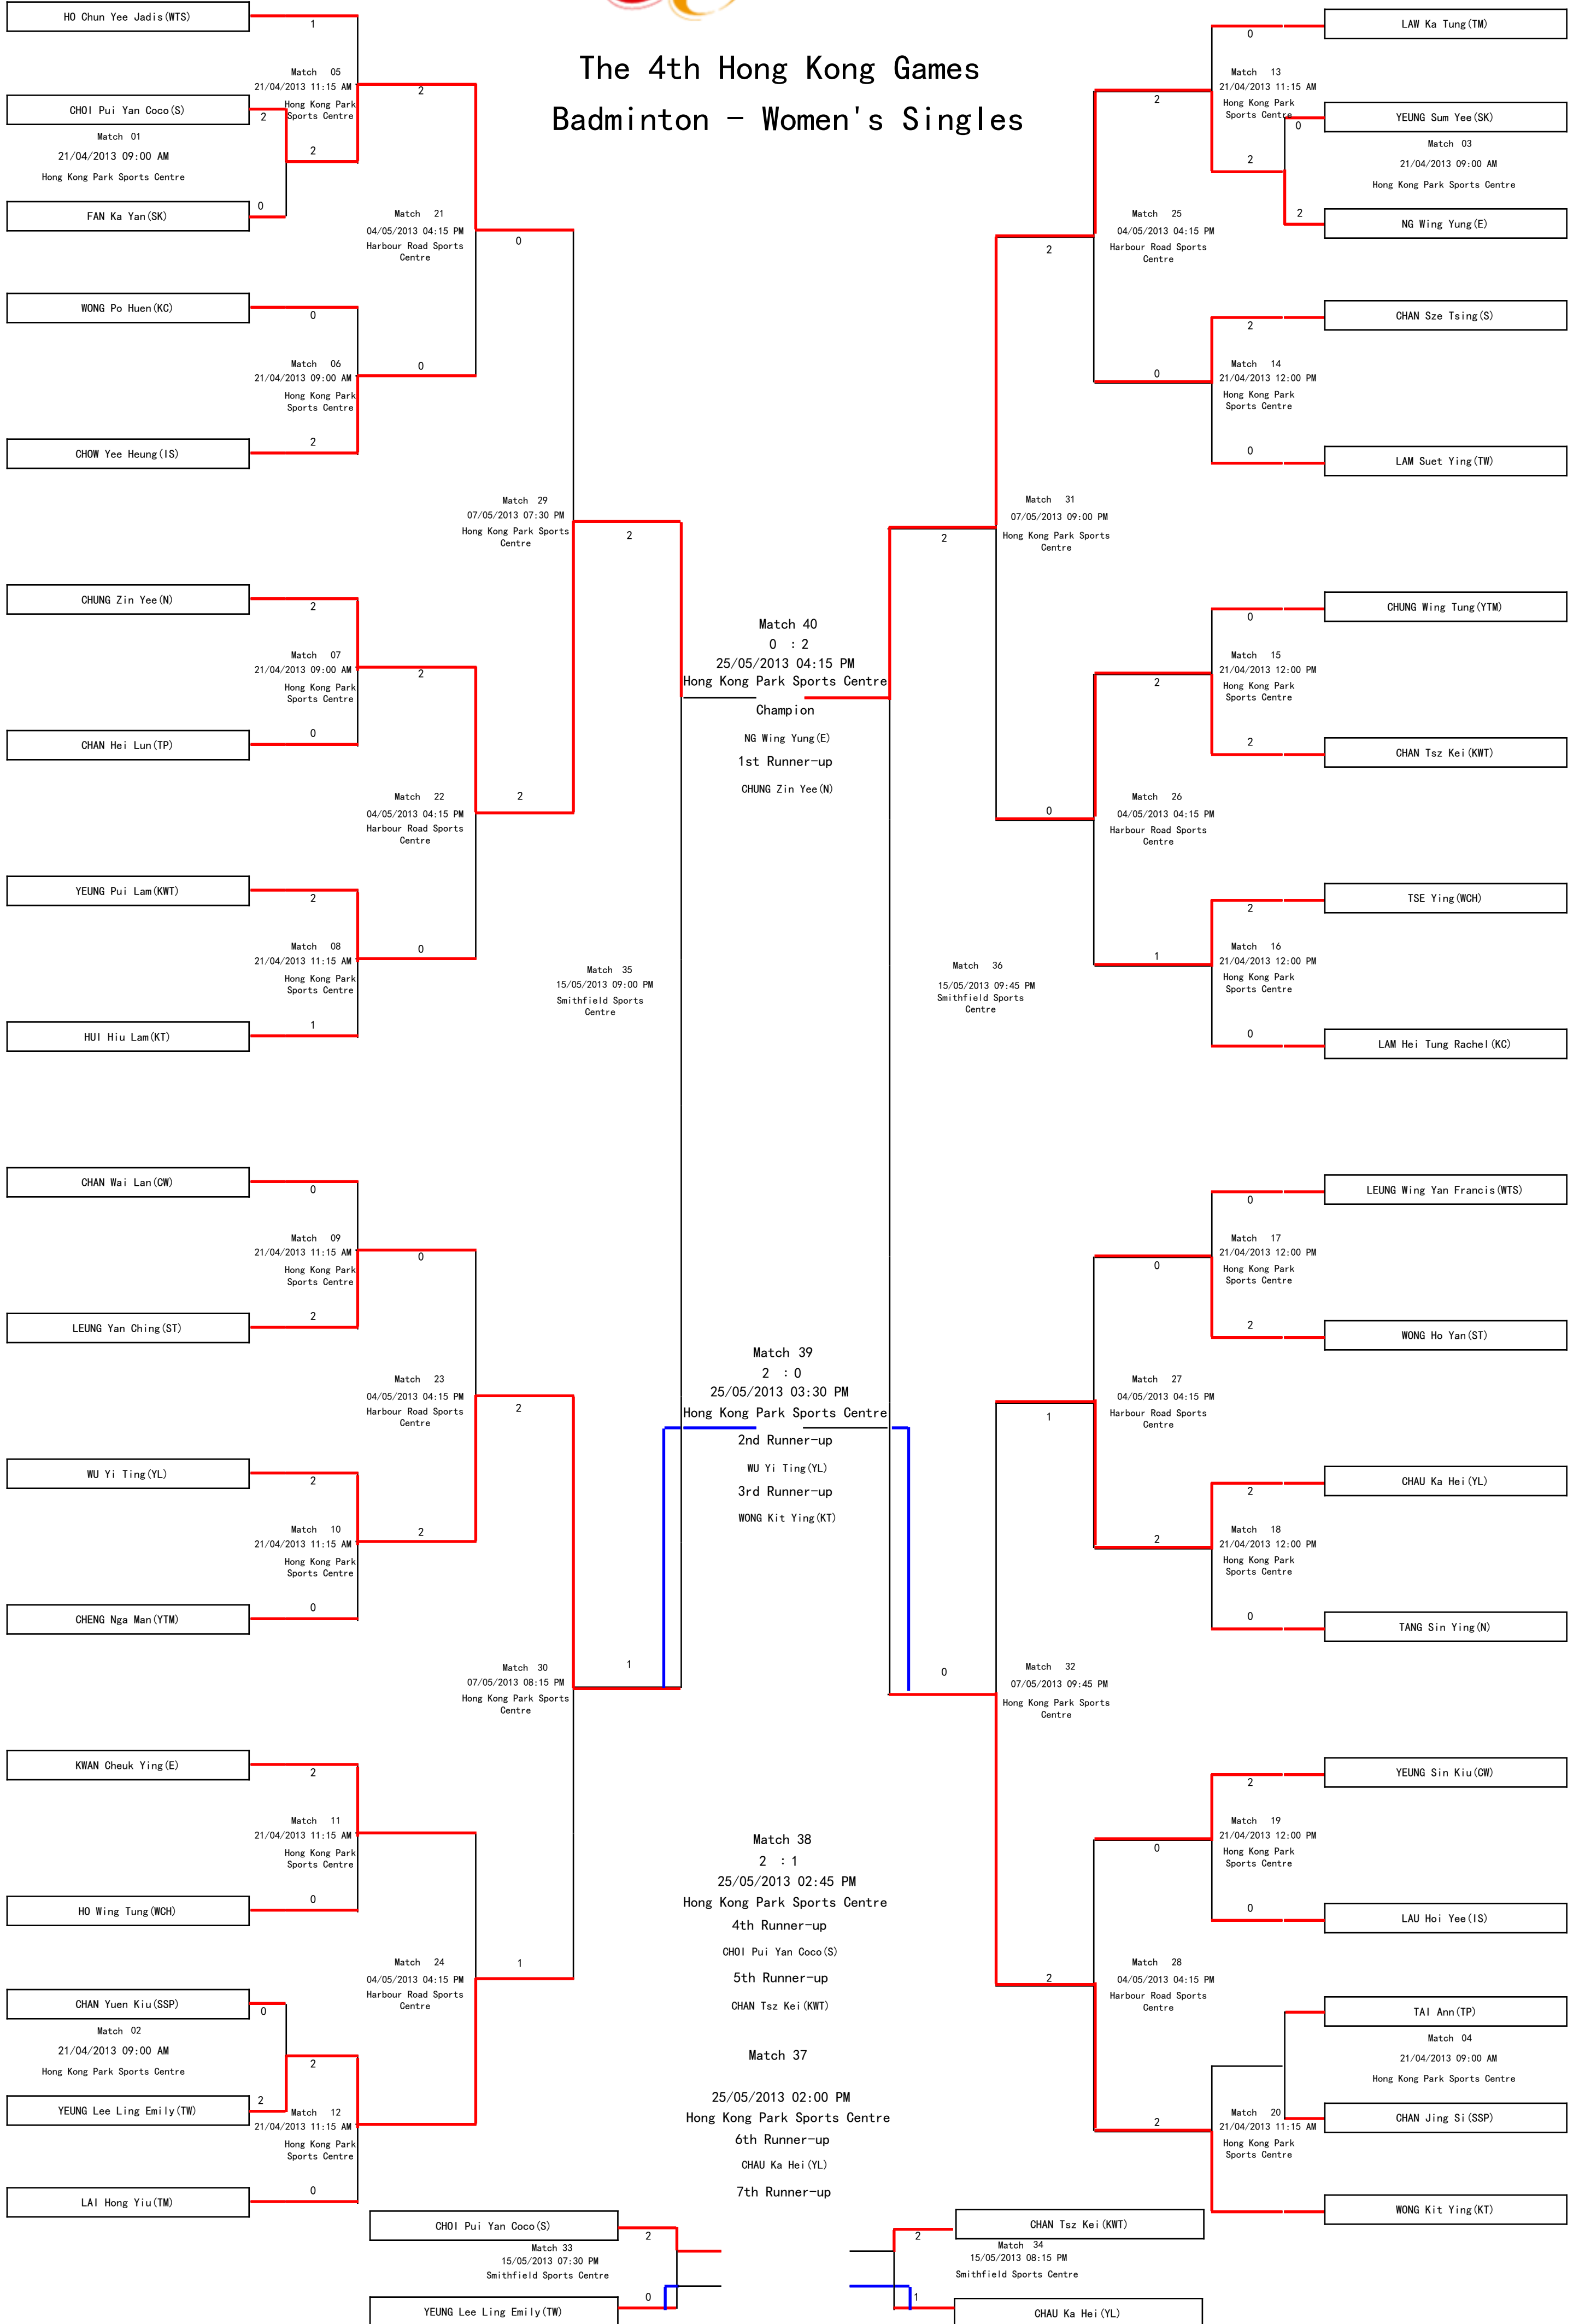 The 4th Hong Kong Games
Badminton - Women's Singles
HO Chun Yee Jadis(WTS)
1
Match 05
21/04/2013 11:15 AM
Hong Kong Park
Sports Centre
2
CHOI Pui Yan Coco(S)
2
Match 01
21/04/2013 09:00 AM
Hong Kong Park Sports Centre
2
FAN Ka Yan(SK)
0
Match 21
04/05/2013 04:15 PM
Harbour Road Sports
Centre
0
WONG Po Huen(KC)
0
Match 06
21/04/2013 09:00 AM
Hong Kong Park
Sports Centre
0
CHOW Yee Heung(IS)
2
Match 29
07/05/2013 07:30 PM
Hong Kong Park Sports
Centre
2
CHUNG Zin Yee(N)
2
Match 07
21/04/2013 09:00 AM
Hong Kong Park
Sports Centre
2
CHAN Hei Lun(TP)
0
Match 22
04/05/2013 04:15 PM
Harbour Road Sports
Centre
2
YEUNG Pui Lam(KWT)
2
Match 08
21/04/2013 11:15 AM
Hong Kong Park
Sports Centre
0
HUI Hiu Lam(KT)
1
Match 35
15/05/2013 09:00 PM
Smithfield Sports
Centre
CHAN Wai Lan(CW)
0
Match 09
21/04/2013 11:15 AM
Hong Kong Park
Sports Centre
0
LEUNG Yan Ching(ST)
2
Match 23
04/05/2013 04:15 PM
Harbour Road Sports
Centre
2
WU Yi Ting(YL)
2
Match 10
21/04/2013 11:15 AM
Hong Kong Park
Sports Centre
2
CHENG Nga Man(YTM)
0
Match 30
07/05/2013 08:15 PM
Hong Kong Park Sports
Centre
1
KWAN Cheuk Ying(E)
2
Match 11
21/04/2013 11:15 AM
Hong Kong Park
Sports Centre
HO Wing Tung(WCH)
0
Match 24
04/05/2013 04:15 PM
Harbour Road Sports
Centre
1
CHAN Yuen Kiu(SSP)
0
Match 02
21/04/2013 09:00 AM
Hong Kong Park Sports Centre
2
YEUNG Lee Ling Emily(TW)
2
Match 12
21/04/2013 11:15 AM
Hong Kong Park
Sports Centre
LAI Hong Yiu(TM)
0
Match 40
0 : 2
25/05/2013 04:15 PM
Hong Kong Park Sports Centre
Champion
NG Wing Yung(E)
1st Runner-up
CHUNG Zin Yee(N)
Match 39
2 : 0
25/05/2013 03:30 PM
Hong Kong Park Sports Centre
2nd Runner-up
WU Yi Ting(YL)
3rd Runner-up
WONG Kit Ying(KT)
Match 38
2 : 1
25/05/2013 02:45 PM
Hong Kong Park Sports Centre
4th Runner-up
CHOI Pui Yan Coco(S)
5th Runner-up
CHAN Tsz Kei(KWT)
Match 37
25/05/2013 02:00 PM
Hong Kong Park Sports Centre
6th Runner-up
CHAU Ka Hei(YL)
7th Runner-up
LAW Ka Tung(TM)
0
Match 13
21/04/2013 11:15 AM
Hong Kong Park
Sports Centre
2
YEUNG Sum Yee(SK)
0
Match 03
21/04/2013 09:00 AM
Hong Kong Park Sports Centre
2
NG Wing Yung(E)
2
Match 25
04/05/2013 04:15 PM
Harbour Road Sports
Centre
2
CHAN Sze Tsing(S)
2
Match 14
21/04/2013 12:00 PM
Hong Kong Park
Sports Centre
0
LAM Suet Ying(TW)
0
Match 31
07/05/2013 09:00 PM
Hong Kong Park Sports
Centre
2
CHUNG Wing Tung(YTM)
0
Match 15
21/04/2013 12:00 PM
Hong Kong Park
Sports Centre
2
CHAN Tsz Kei(KWT)
2
Match 26
04/05/2013 04:15 PM
Harbour Road Sports
Centre
0
TSE Ying(WCH)
2
Match 16
21/04/2013 12:00 PM
Hong Kong Park
Sports Centre
1
LAM Hei Tung Rachel(KC)
0
Match 36
15/05/2013 09:45 PM
Smithfield Sports
Centre
LEUNG Wing Yan Francis(WTS)
0
Match 17
21/04/2013 12:00 PM
Hong Kong Park
Sports Centre
0
WONG Ho Yan(ST)
2
Match 27
04/05/2013 04:15 PM
Harbour Road Sports
Centre
1
CHAU Ka Hei(YL)
2
Match 18
21/04/2013 12:00 PM
Hong Kong Park
Sports Centre
2
TANG Sin Ying(N)
0
Match 32
07/05/2013 09:45 PM
Hong Kong Park Sports
Centre
0
YEUNG Sin Kiu(CW)
2
Match 19
21/04/2013 12:00 PM
Hong Kong Park
Sports Centre
0
LAU Hoi Yee(IS)
0
Match 28
04/05/2013 04:15 PM
Harbour Road Sports
Centre
2
TAI Ann(TP)
Match 04
21/04/2013 09:00 AM
Hong Kong Park Sports Centre
CHAN Jing Si(SSP)
Match 20
21/04/2013 11:15 AM
Hong Kong Park
Sports Centre
2
WONG Kit Ying(KT)
CHOI Pui Yan Coco(S)
2
Match 33
15/05/2013 07:30 PM
Smithfield Sports Centre
YEUNG Lee Ling Emily(TW)
0
CHAN Tsz Kei(KWT)
2
Match 34
15/05/2013 08:15 PM
Smithfield Sports Centre
CHAU Ka Hei(YL)
1